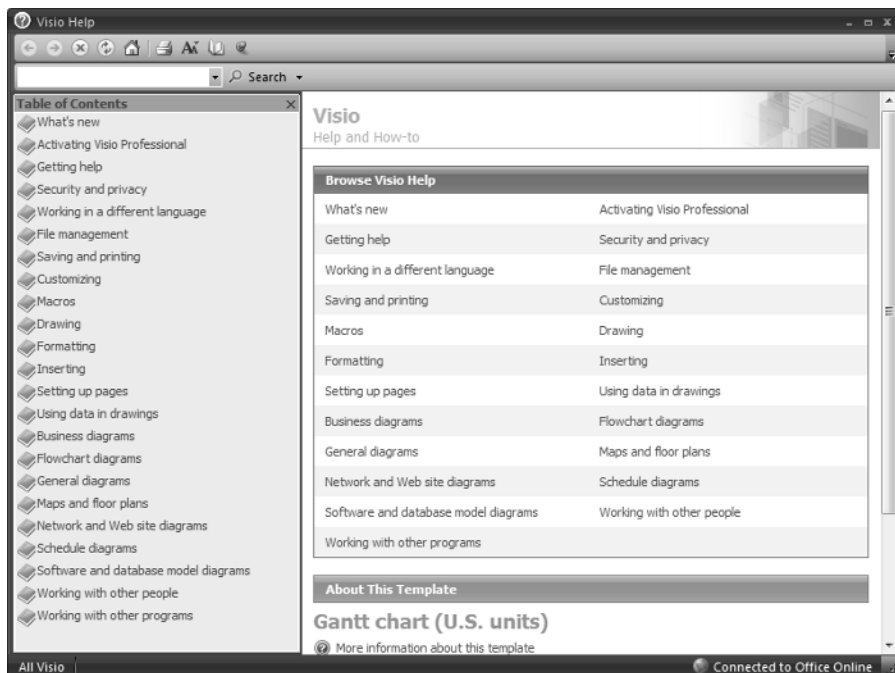 Visio Help
Search
Table of Contents
What's new
Activating Visio Professional
Getting help
Security and privacy
Working in a different language
File management
Saving and printing
Customizing
Macros
Drawing
Formatting
Inserting
Setting up pages
Using data in drawings
Business diagrams
Flowchart diagrams
General diagrams
Maps and floor plans
Network and Web site diagrams
Schedule diagrams
Software and database model diagrams
Working with other people
Working with other programs
Visio
Help and How-to
Browse Visio Help
What's new Activating Visio Professional
Getting help Security and privacy
Working in a different language File management
Saving and printing Customizing
Macros Drawing
Formatting Inserting
Setting up pages Using data in drawings
Business diagrams Flowchart diagrams
General diagrams Maps and floor plans
Network and Web site diagrams Schedule diagrams
Software and database model diagrams Working with other people
Working with other programs
About This Template
Gantt chart (U.S. units)
More information about this template
All Visio Connected to Office Online